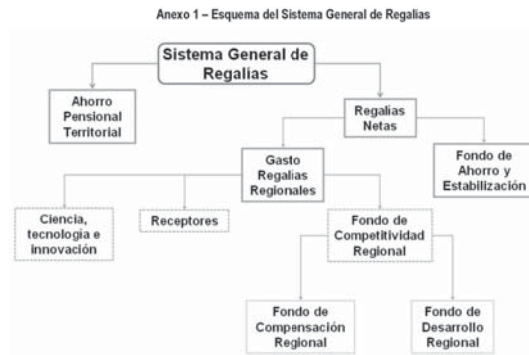 Anexo 1 – Esquema del Sistema General de Regalías
Sistema General de
Regalías
Ahorro
Pensional
Territorial
Regalías
Netas
Gasto
Regalías
Regionales
Fondo de
Ahorro y
Estabilización
Ciencia,
tecnología e
innovación
Receptores
Fondo de
Competitividad
Regional
Fondo de
Compensación
Regional
Fondo de
Desarrollo
Regional